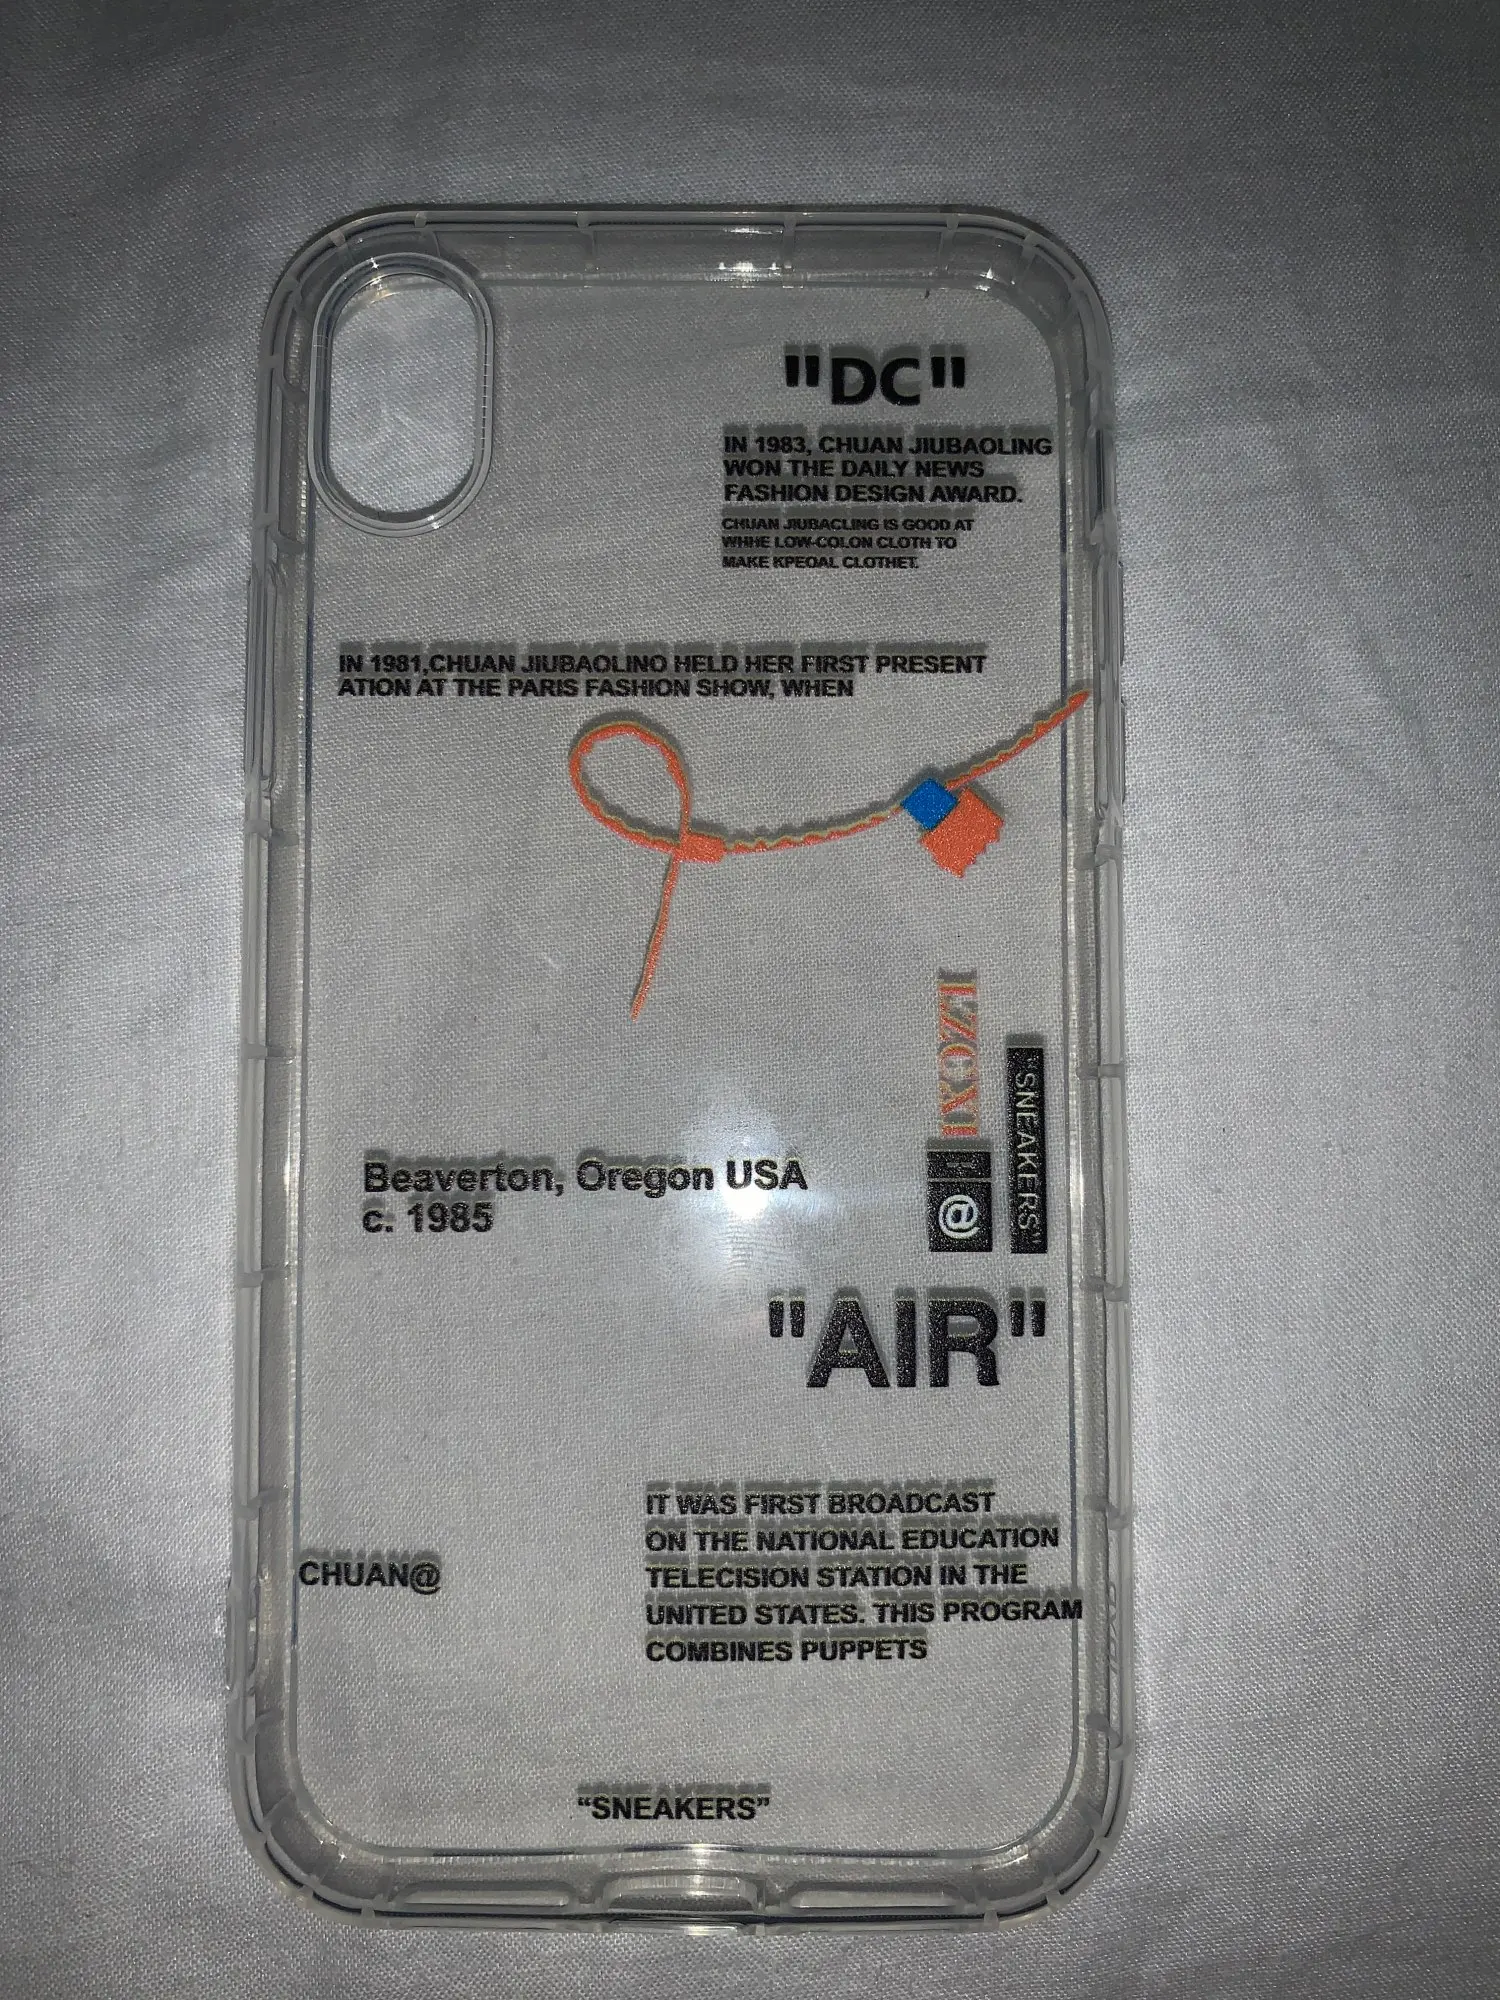 "DC"
IN 1983, CHUAN JIUBAOLING
WON THE DAILY NEWS
FASHION DESIGN AWARD.
CHUAN JIUBACLING IS GOOD AT
WHHE LOW-COLON CLOTH TO
MAKE KPEOAL CLOTHET.
IN 1981,CHUAN JIUBAOLINO HELD HER FIRST PRESENT
ATION AT THE PARIS FASHION SHOW, WHEN
IZCXI
"SNEAKERS"
@
Beaverton, Oregon USA
c. 1985
"AIR"
IT WAS FIRST BROADCAST
ON THE NATIONAL EDUCATION
TELECISION STATION IN THE
UNITED STATES. THIS PROGRAM
COMBINES PUPPETS
CHUAN@
“SNEAKERS”